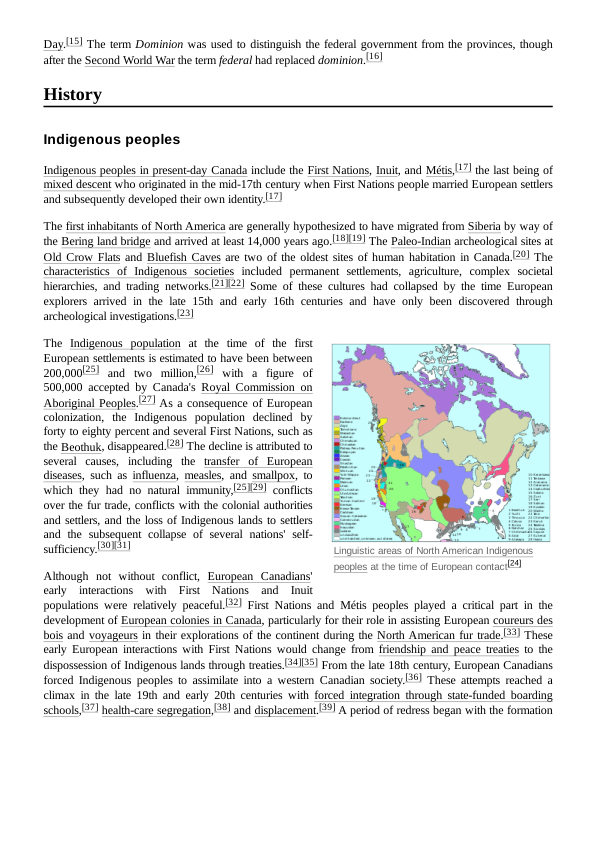 Day.[15] The term Dominion was used to distinguish the federal government from the provinces, though
after the Second World War the term federal had replaced dominion.[16]
History
Indigenous peoples
Indigenous peoples in present-day Canada include the First Nations, Inuit, and Métis,[17] the last being of
mixed descent who originated in the mid-17th century when First Nations people married European settlers
and subsequently developed their own identity.[17]
The first inhabitants of North America are generally hypothesized to have migrated from Siberia by way of
the Bering land bridge and arrived at least 14,000 years ago.[18][19] The Paleo-Indian archeological sites at
Old Crow Flats and Bluefish Caves are two of the oldest sites of human habitation in Canada.[20] The
characteristics of Indigenous societies included permanent settlements, agriculture, complex societal
hierarchies, and trading networks.[21][22] Some of these cultures had collapsed by the time European
explorers arrived in the late 15th and early 16th centuries and have only been discovered through
archeological investigations.[23]
The Indigenous population at the time of the first
European settlements is estimated to have been between
200,000[25] and two million,[26] with a figure of
500,000 accepted by Canada's Royal Commission on
Aboriginal Peoples.[27] As a consequence of European
colonization, the Indigenous population declined by
forty to eighty percent and several First Nations, such as
the Beothuk, disappeared.[28] The decline is attributed to
several causes, including the transfer of European
diseases, such as influenza, measles, and smallpox, to
which they had no natural immunity,[25][29] conflicts
over the fur trade, conflicts with the colonial authorities
and settlers, and the loss of Indigenous lands to settlers
and the subsequent collapse of several nations' self-
sufficiency.[30][31]
Linguistic areas of North American Indigenous
peoples at the time of European contact[24]
Although not without conflict, European Canadians'
early interactions with First Nations and Inuit
populations were relatively peaceful.[32] First Nations and Métis peoples played a critical part in the
development of European colonies in Canada, particularly for their role in assisting European coureurs des
bois and voyageurs in their explorations of the continent during the North American fur trade.[33] These
early European interactions with First Nations would change from friendship and peace treaties to the
dispossession of Indigenous lands through treaties.[34][35] From the late 18th century, European Canadians
forced Indigenous peoples to assimilate into a western Canadian society.[36] These attempts reached a
climax in the late 19th and early 20th centuries with forced integration through state-funded boarding
schools,[37] health-care segregation,[38] and displacement.[39] A period of redress began with the formation